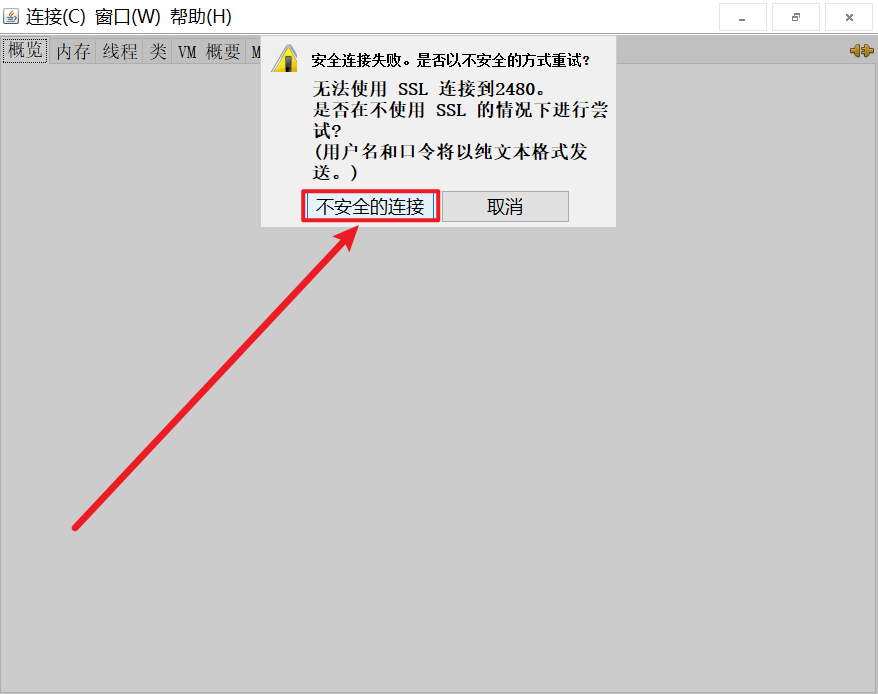 连接(C) 窗口(W) 帮助(H)
概览 内存 线程 类 VM 概要 M
安全连接失败。是否以不安全的方式重试?
无法使用 SSL 连接到2480。
是否在不使用 SSL 的情况下进行尝
试?
(用户名和口令将以纯文本格式发
送。)
不安全的连接 取消